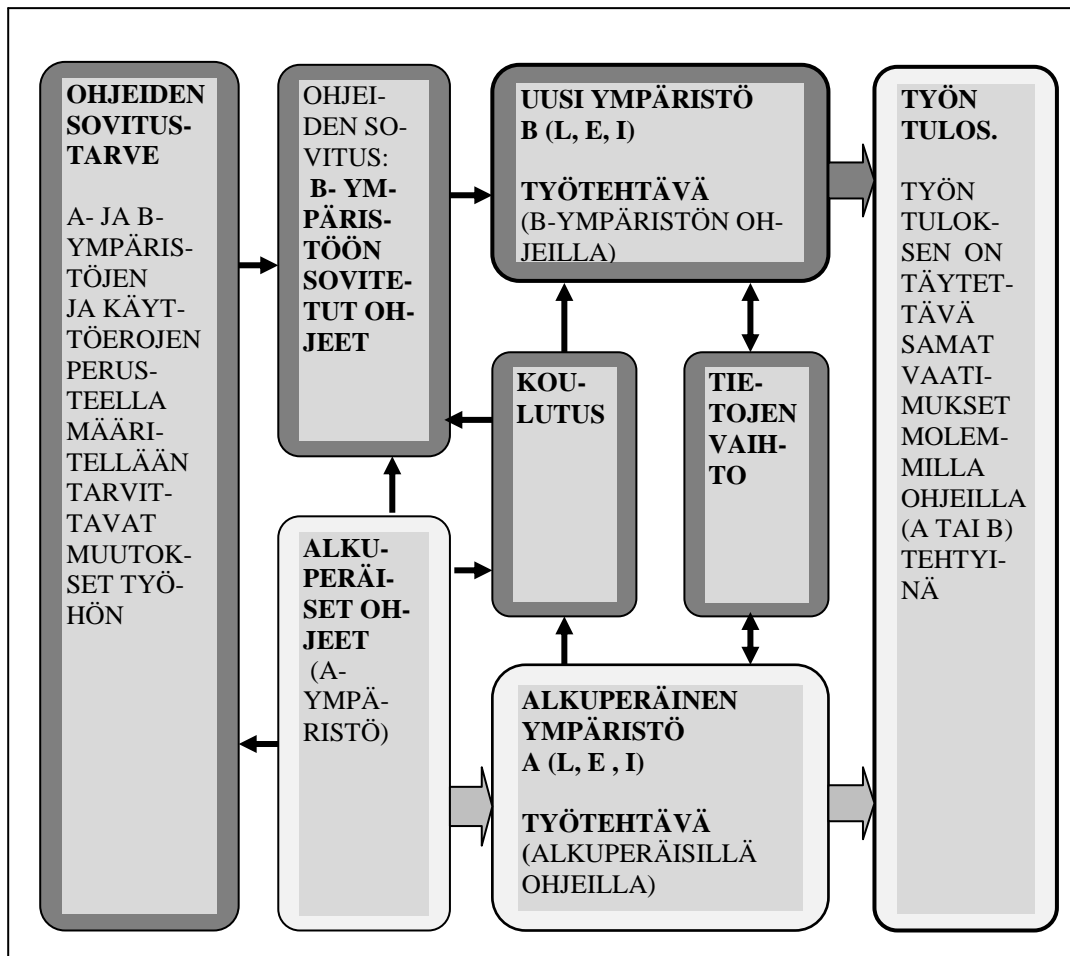 OHJEIDEN
SOVITUS-
TARVE
A- JA B-
YMPÄRIS-
TÖJEN
JA KÄYT-
TÖEROJEN
PERUS-
TEELLA
MÄÄRI-
TELLÄÄN
TARVIT-
TAVAT
MUUTOK-
SET TYÖ-
HÖN
OHJEI-
DEN SO-
VITUS:
B- YM-
PÄRIS-
TÖÖN
SOVITE-
TUT OH-
JEET
ALKU-
PERÄI-
SET OH-
JEET
(A-
YMPÄ-
RISTÖ)
UUSI YMPÄRISTÖ
B (L, E, I)
TYÖTEHTÄVÄ
(B-YMPÄRISTÖN OH-
JEILLA)
KOU-
LUTUS
TIE-
TOJEN
VAIH-
TO
ALKUPERÄINEN
YMPÄRISTÖ
A (L, E , I)
TYÖTEHTÄVÄ
(ALKUPERÄISILLÄ
OHJEILLA)
TYÖN
TULOS.
TYÖN
TULOK-
SEN ON
TÄYTET-
TÄVÄ
SAMAT
VAATI-
MUKSET
MOLEM-
MILLA
OHJEILLA
(A TAI B)
TEHTYI-
NÄ